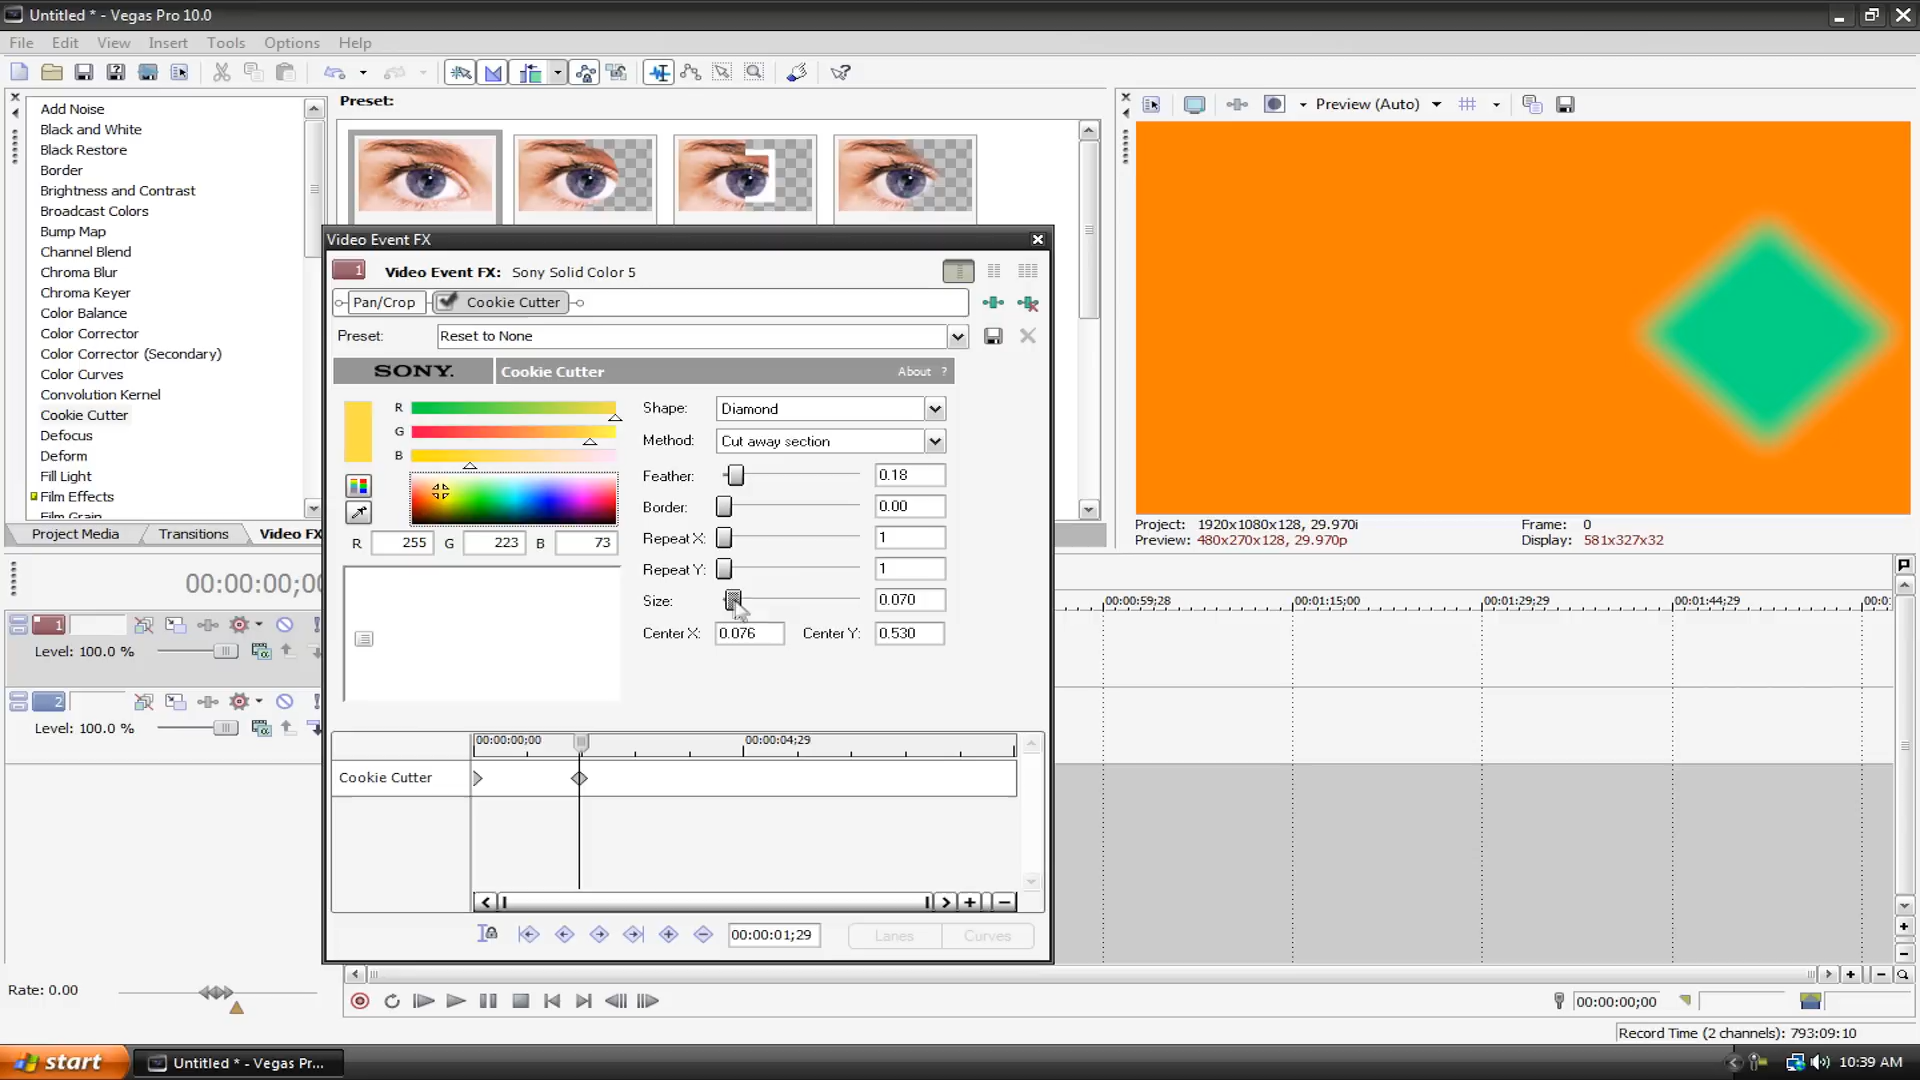 Untitled * - Vegas Pro 10.0
File Edit View Insert Tools Options Help
Add Noise
Black and White
Black Restore
Border
Brightness and Contrast
Broadcast Colors
Bump Map
Channel Blend
Chroma Blur
Chroma Keyer
Color Balance
Color Corrector
Color Corrector (Secondary)
Color Curves
Convolution Kernel
Cookie Cutter
Defocus
Deform
Fill Light
Film Effects
Film Grain
Project Media Transitions Video FX
Preset:
Preview (Auto)
Video Event FX
1 Video Event FX: Sony Solid Color 5
Pan/Crop Cookie Cutter
Preset: Reset to None
SONY. Cookie Cutter About ?
R
G
B
R 255 G 223 B 73
Shape: Diamond
Method: Cut away section
Feather: 0.18
Border: 0.00
Repeat X: 1
Repeat Y: 1
Size: 0.070
Center X: 0.076 Center Y: 0.530
00:00:00;00 00:00:04;29
Cookie Cutter
00:00:01;29 Lanes Curves
Project: 1920x1080x128, 29.970i Frame: 0
Preview: 480x270x128, 29.970p Display: 581x327x32
00:00:00;00
00:00:59;28 00:01:15;00 00:01:29;29 00:01:44;29
1
Level: 100.0 %
2
Level: 100.0 %
Rate: 0.00
00:00:00;00
Record Time (2 channels): 793:09:10
start Untitled * - Vegas Pr... 10:39 AM